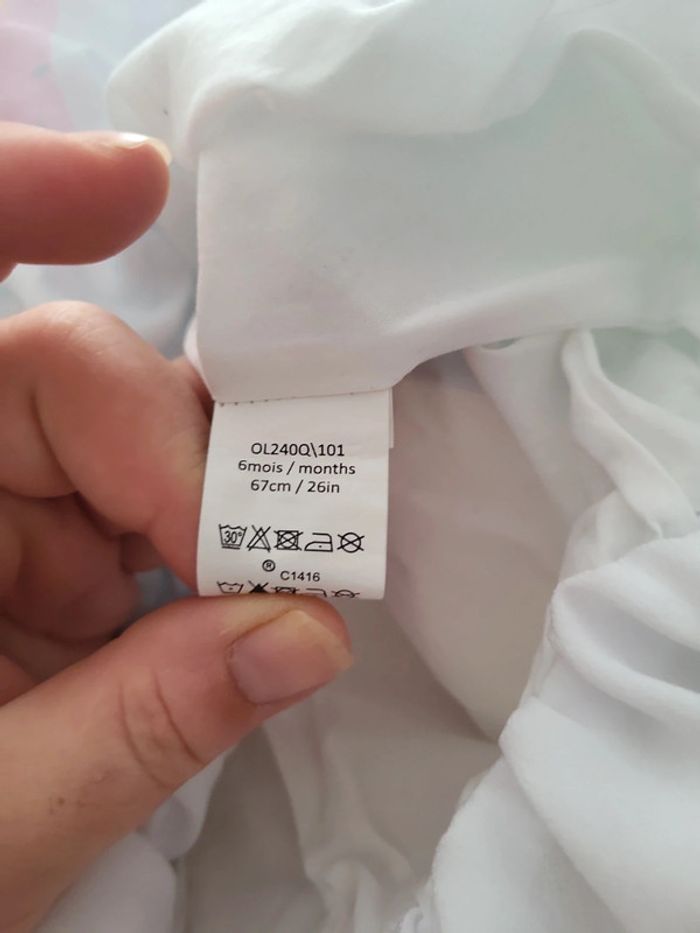 OL240Q\101
6mois / months
67cm / 26in
30°
® C1416